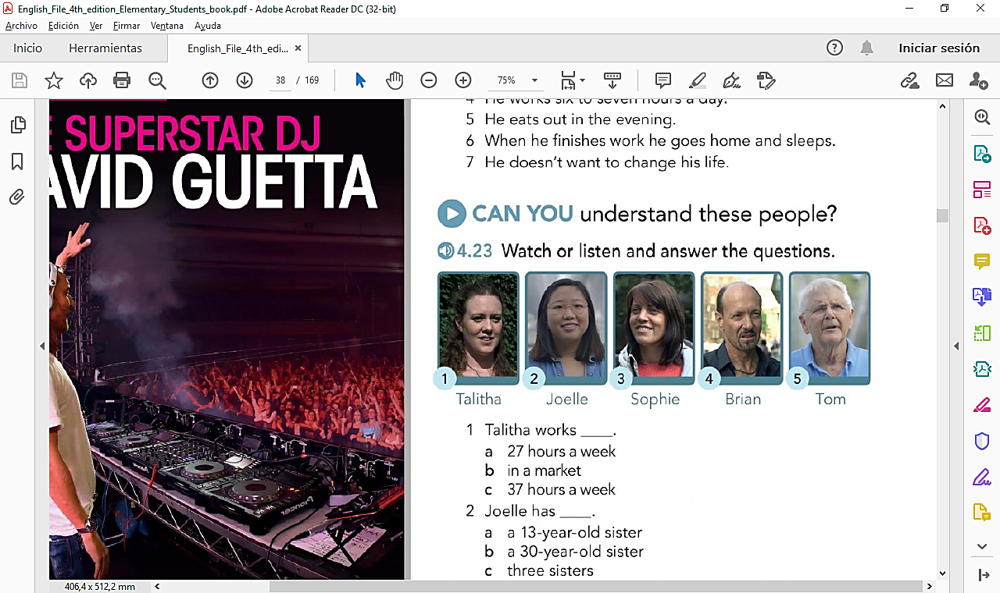 English_File_4th_edition_Elementary_Students_book.pdf - Adobe Acrobat Reader DC (32-bit)
Archivo Edición Ver Firmar Ventana Ayuda
Inicio Herramientas English_File_4th_edi... × Iniciar sesión
38 / 169 75%
SUPERSTAR DJ
AVID GUETTA
4 He works six to seven hours a day.
5 He eats out in the evening.
6 When he finishes work he goes home and sleeps.
7 He doesn't want to change his life.
CAN YOU understand these people?
4.23 Watch or listen and answer the questions.
1 2 3 4 5
Talitha Joelle Sophie Brian Tom
1 Talitha works ____.
a 27 hours a week
b in a market
c 37 hours a week
2 Joelle has ____.
a a 13-year-old sister
b a 30-year-old sister
c three sisters
Pioneer
406,4 x 512,2 mm